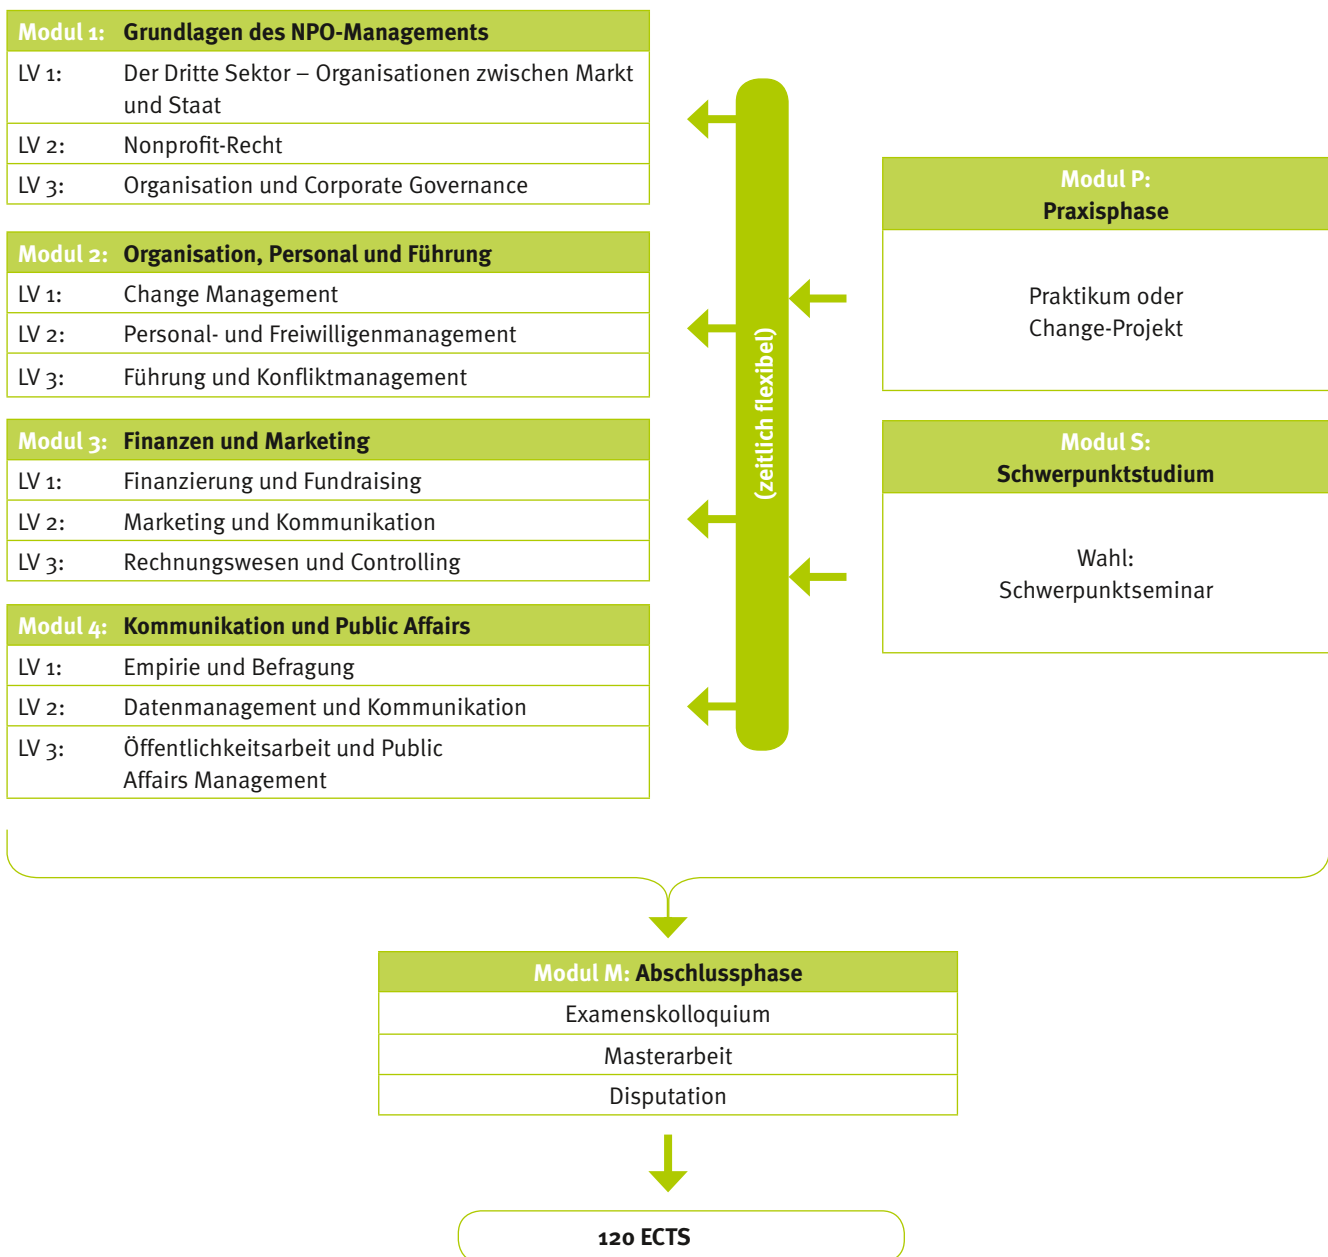 Modul 1: Grundlagen des NPO-Managements
LV 1: Der Dritte Sektor – Organisationen zwischen Markt
und Staat
LV 2: Nonprofit-Recht
LV 3: Organisation und Corporate Governance
Modul 2: Organisation, Personal und Führung
LV 1: Change Management
LV 2: Personal- und Freiwilligenmanagement
LV 3: Führung und Konfliktmanagement
Modul 3: Finanzen und Marketing
LV 1: Finanzierung und Fundraising
LV 2: Marketing und Kommunikation
LV 3: Rechnungswesen und Controlling
Modul 4: Kommunikation und Public Affairs
LV 1: Empirie und Befragung
LV 2: Datenmanagement und Kommunikation
LV 3: Öffentlichkeitsarbeit und Public
Affairs Management
(zeitlich flexibel)
Modul P:
Praxisphase
Praktikum oder
Change-Projekt
Modul S:
Schwerpunktstudium
Wahl:
Schwerpunktseminar
Modul M: Abschlussphase
Examenskolloquium
Masterarbeit
Disputation
120 ECTS